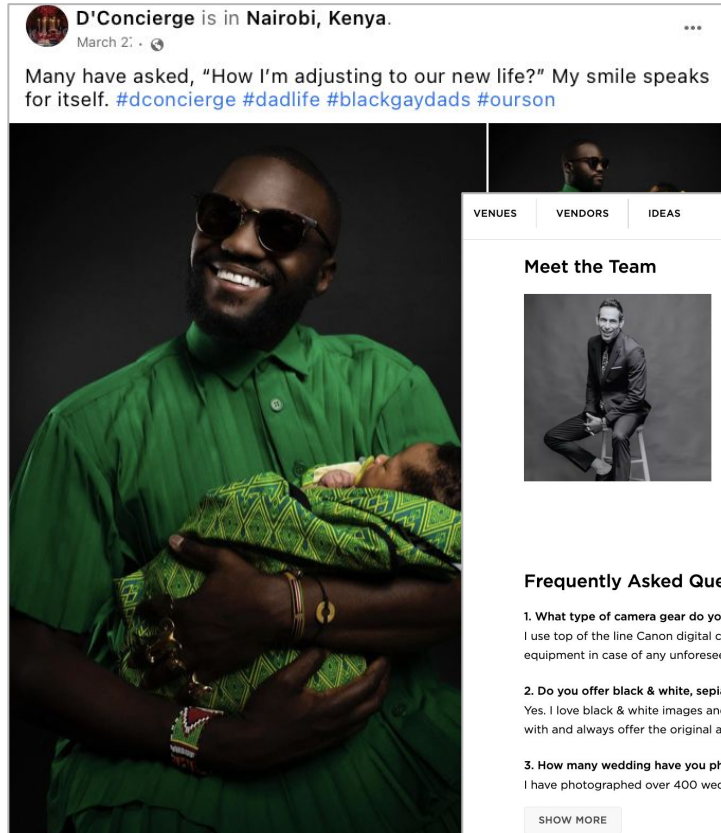 D'Concierge is in Nairobi, Kenya.
March 2
Many have asked, “How I’m adjusting to our new life?” My smile speaks
for itself. #dconcierge #dadlife #blackgaydads #ourson
VENUES VENDORS IDEAS
Meet the Team
Frequently Asked Que
1. What type of camera gear do yo
I use top of the line Canon digital c
equipment in case of any unforesee
2. Do you offer black & white, sepia
Yes. I love black & white images an
with and always offer the original a
3. How many wedding have you ph
I have photographed over 400 wed
SHOW MORE